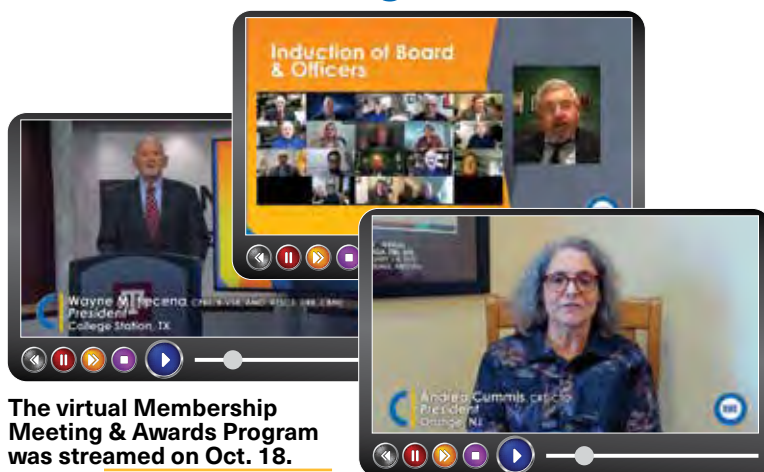 Induction of Board
& Officers
Wayne M. Pecena
President
College Station, TX
Andrea Cummis
President
Orange, NJ
The virtual Membership
Meeting & Awards Program
was streamed on Oct. 18.